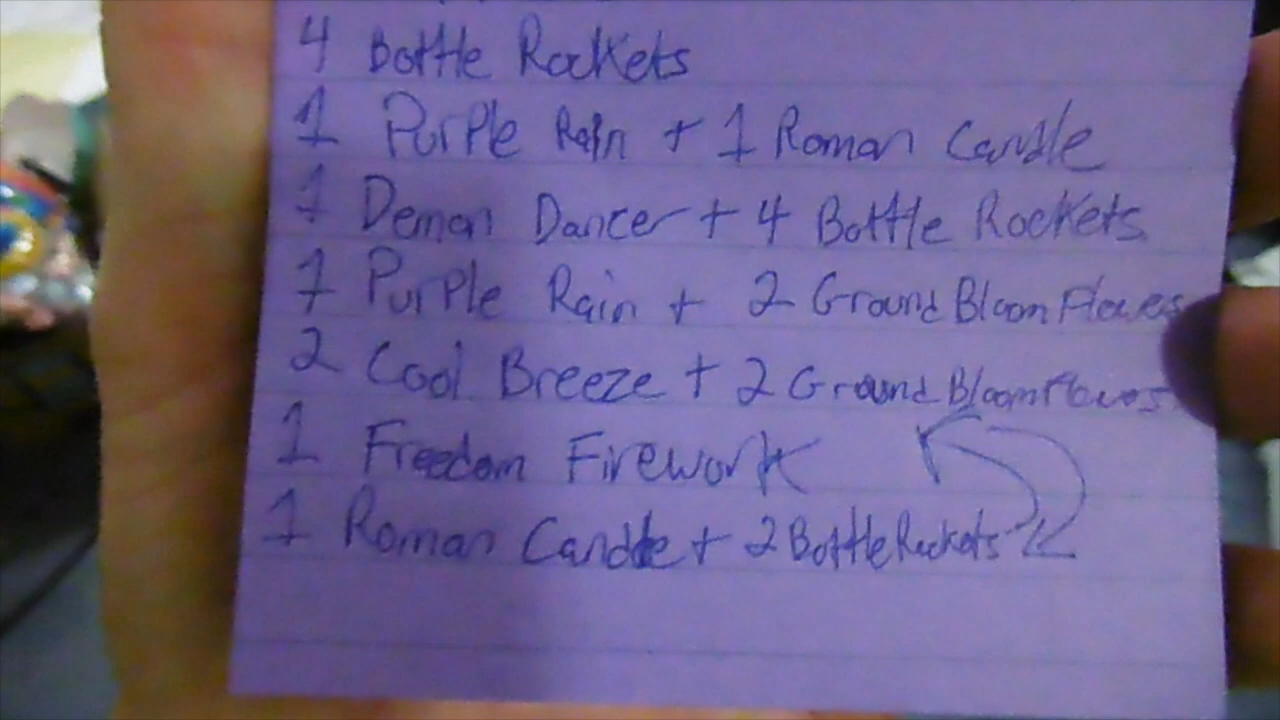 4 Bottle Rockets
1 Purple Rain + 1 Roman Candle
1 Demon Dancer + 4 Bottle Rockets
1 Purple Rain + 2 Ground Bloom Flowers
2 Cool Breeze + 2 Ground Bloom Flowers
1 Freedom Firework
1 Roman Candle + 2 Bottle Rockets